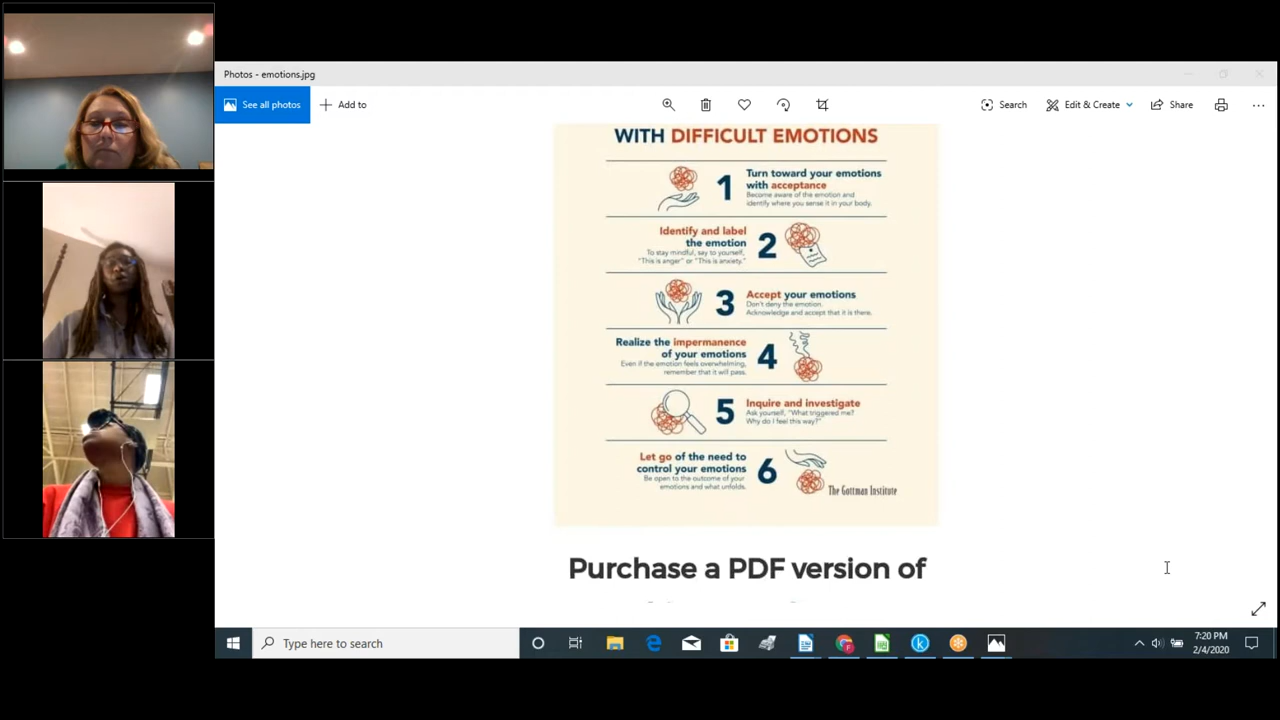 Photos - emotions.jpg
See all photos
Add to
Search
Edit & Create
Share
WITH DIFFICULT EMOTIONS
1
Turn toward your emotions
with acceptance
Become aware of the emotion and
identify where you sense it in your body.
Identify and label
the emotion
To stay mindful, say to yourself,
"This is anger" or "This is anxiety."
2
3
Accept your emotions
Don't deny the emotion.
Acknowledge and accept that it is there.
Realize the impermanence
of your emotions
Even if the emotion feels overwhelming,
remember that it will pass.
4
5
Inquire and investigate
Ask yourself, "What triggered me?
Why do I feel this way?"
Let go of the need to
control your emotions
Be open to the outcome of your
emotions and what unfolds.
6
The Gottman Institute
Purchase a PDF version of
Type here to search
7:20 PM
2/4/2020